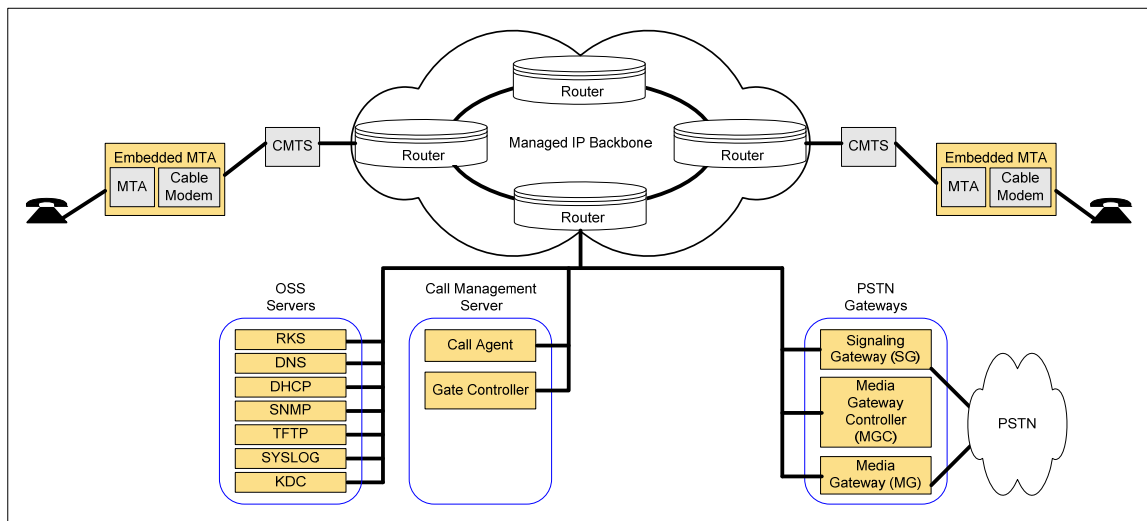 Router
Managed IP Backbone
Router
Router
Router
CMTS
CMTS
Embedded MTA
MTA
Cable
Modem
Embedded MTA
MTA
Cable
Modem
OSS
Servers
RKS
DNS
DHCP
SNMP
TFTP
SYSLOG
KDC
Call Management
Server
Call Agent
Gate Controller
PSTN
Gateways
Signaling
Gateway (SG)
Media
Gateway
Controller
(MGC)
Media
Gateway (MG)
PSTN